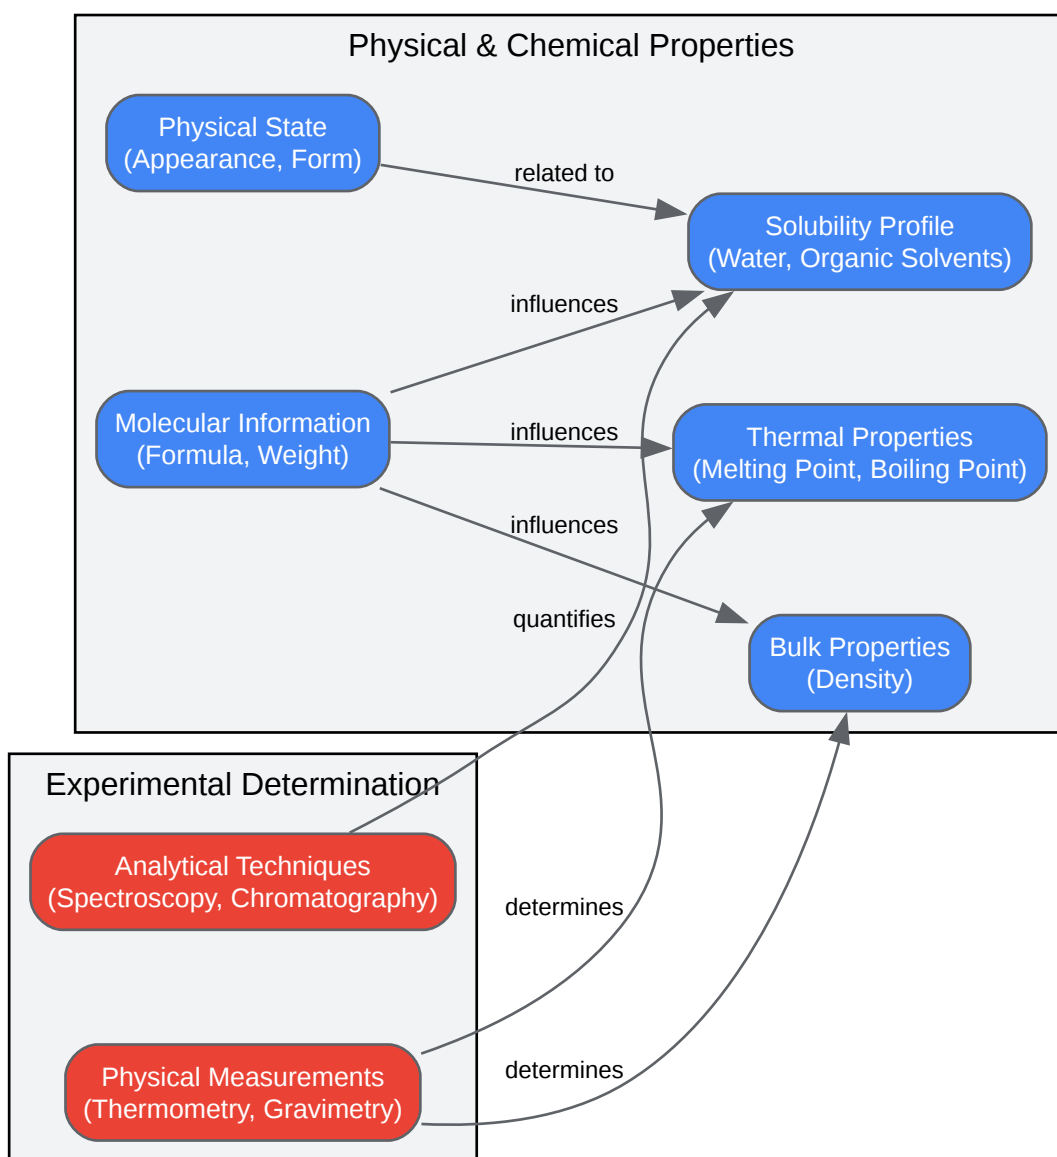 Physical & Chemical Properties
Physical State
(Appearance, Form)
related to
Solubility Profile
(Water, Organic Solvents)
influences
Molecular Information
(Formula, Weight)
influences
Thermal Properties
(Melting Point, Boiling Point)
influences
quantifies
Bulk Properties
(Density)
Experimental Determination
Analytical Techniques
(Spectroscopy, Chromatography)
determines
Physical Measurements
(Thermometry, Gravimetry)
determines